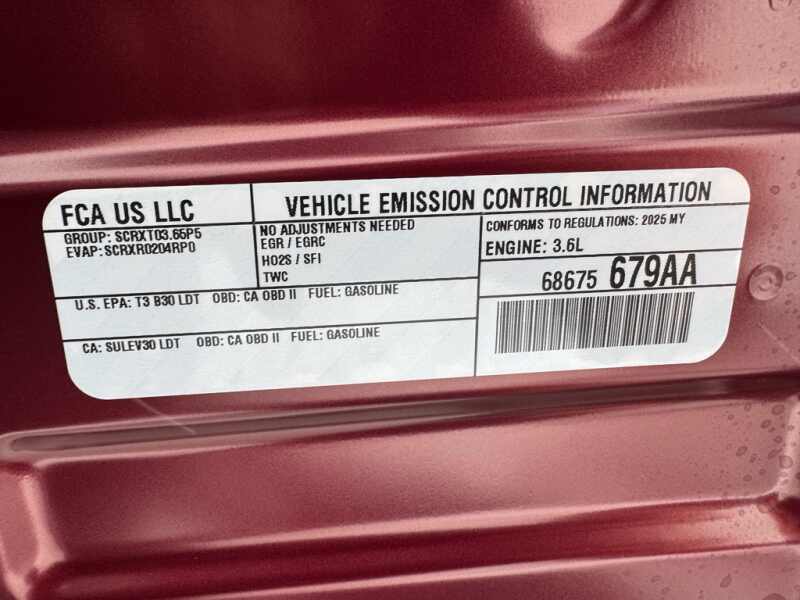 FCA US LLC
GROUP: SCRXT03.65P5
EVAP:SCRXR0204RP0
VEHICLE EMISSION CONTROL INFORMATION
NO ADJUSTMENTS NEEDED
EGR / EGRC
HO2S / SFI
TWC
CONFORMS TO REGULATIONS: 2025 MY
ENGINE: 3.6L
68675 679AA
U.S. EPA: T3 B30 LDT OBD: CA OBD II FUEL: GASOLINE
CA: SULEV30 LDT OBD: CA OBD II FUEL: GASOLINE